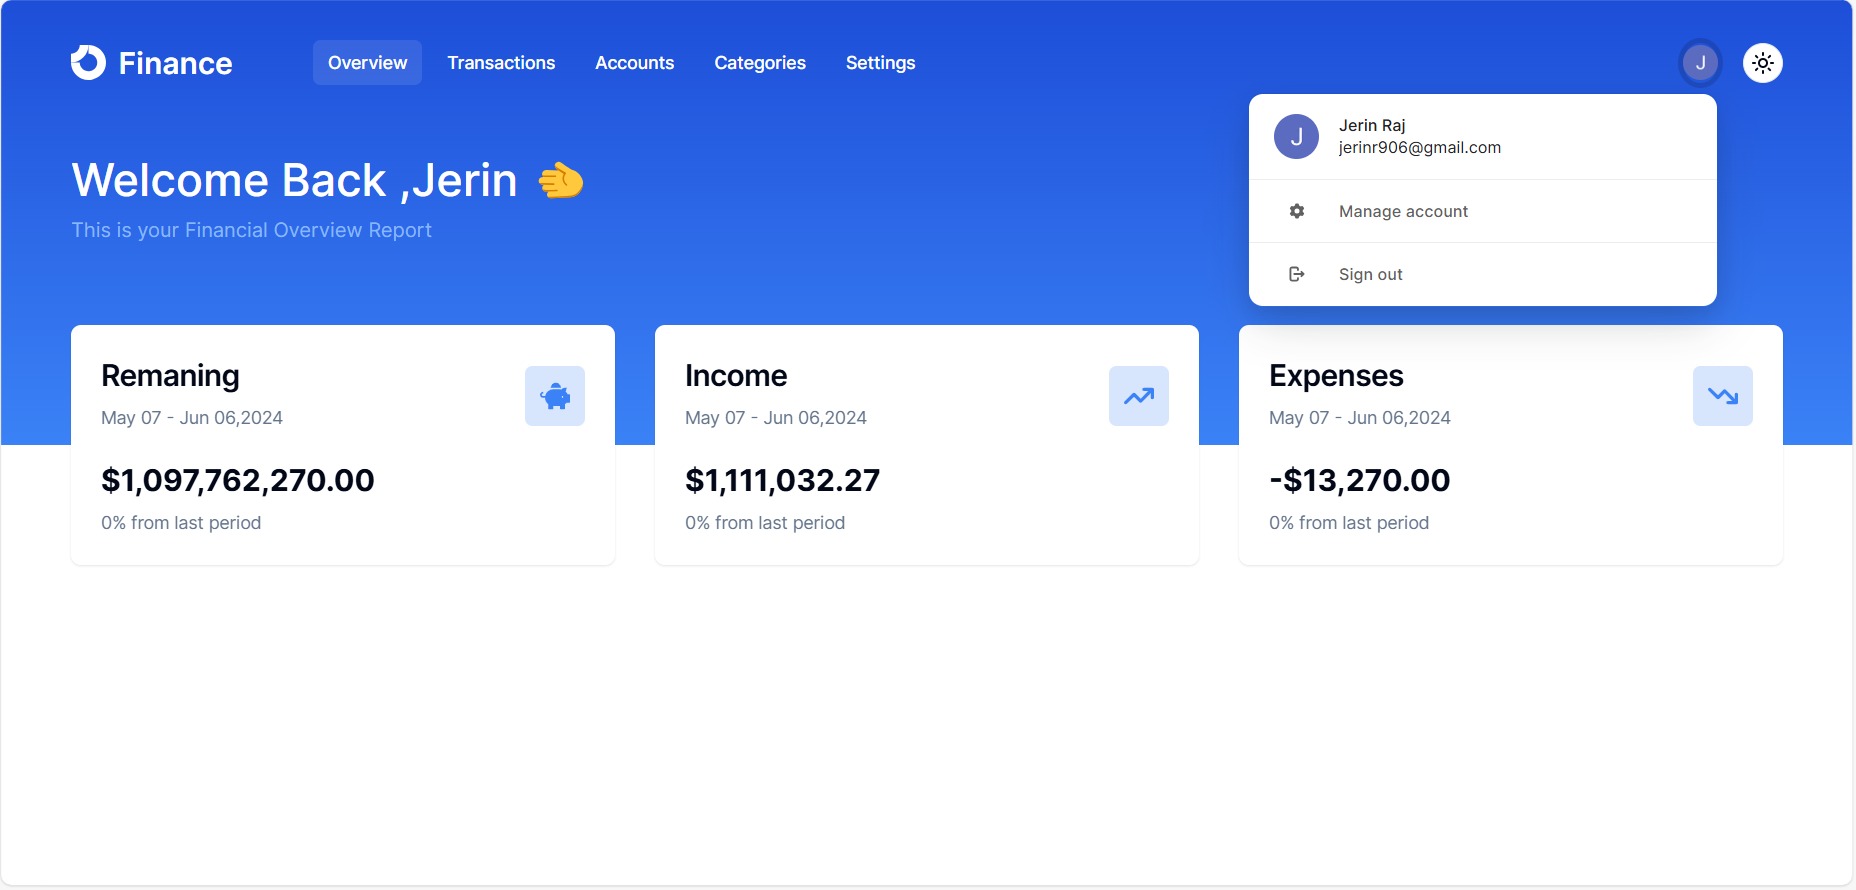 Finance
Overview
Transactions
Accounts
Categories
Settings
J
J
Jerin Raj
jerinr906@gmail.com
Manage account
Sign out
Welcome Back ,Jerin
This is your Financial Overview Report
Remaning
May 07 - Jun 06,2024
$1,097,762,270.00
0% from last period
Income
May 07 - Jun 06,2024
$1,111,032.27
0% from last period
Expenses
May 07 - Jun 06,2024
-$13,270.00
0% from last period